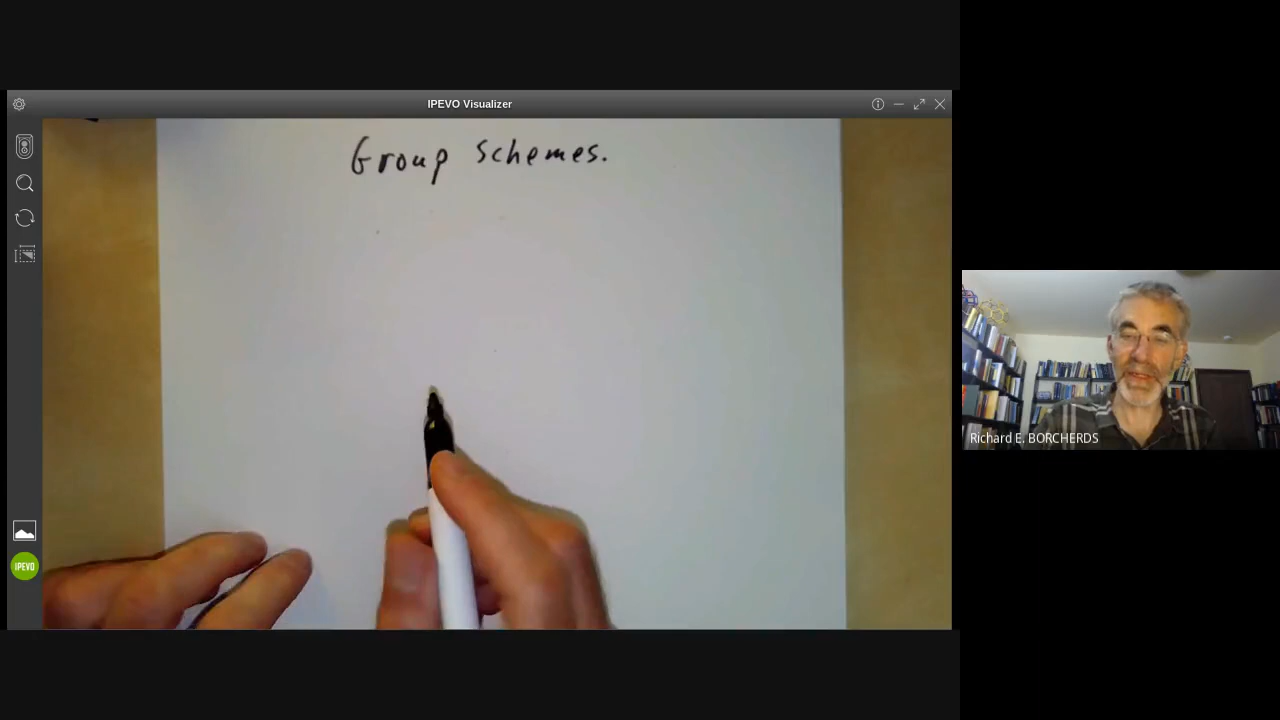 IPEVO Visualizer
Group schemes.
Richard E. BORCHERDS
IPEVO